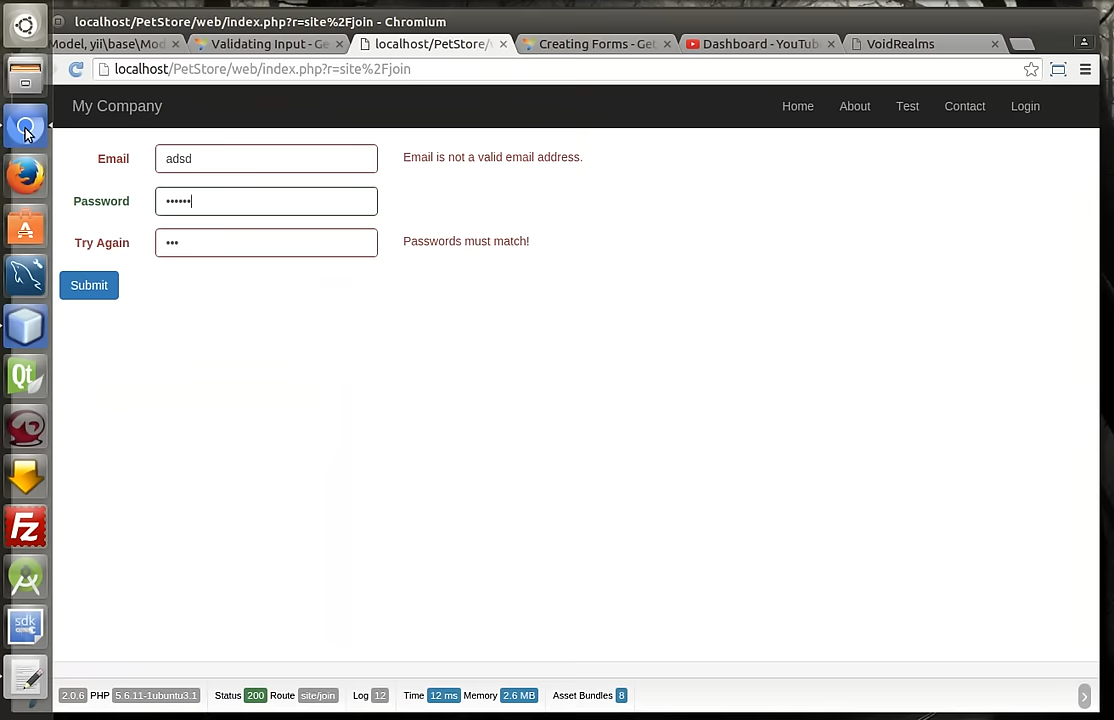 localhost/PetStore/web/index.php?r=site%2Fjoin - Chromium
Model, yii\base\Mod × Validating Input - Ge × localhost/PetStore/ × Creating Forms - Get × Dashboard - YouTub × VoidRealms ×
localhost/PetStore/web/index.php?r=site%2Fjoin
My Company Home About Test Contact Login
Email adsd Email is not a valid email address.
Password ••••••
Try Again ••• Passwords must match!
Submit
Qt
Fz
sdk
2.0.6 PHP 5.6.11-1ubuntu3.1 Status 200 Route site/join Log 12 Time 12 ms Memory 2.6 MB Asset Bundles 8